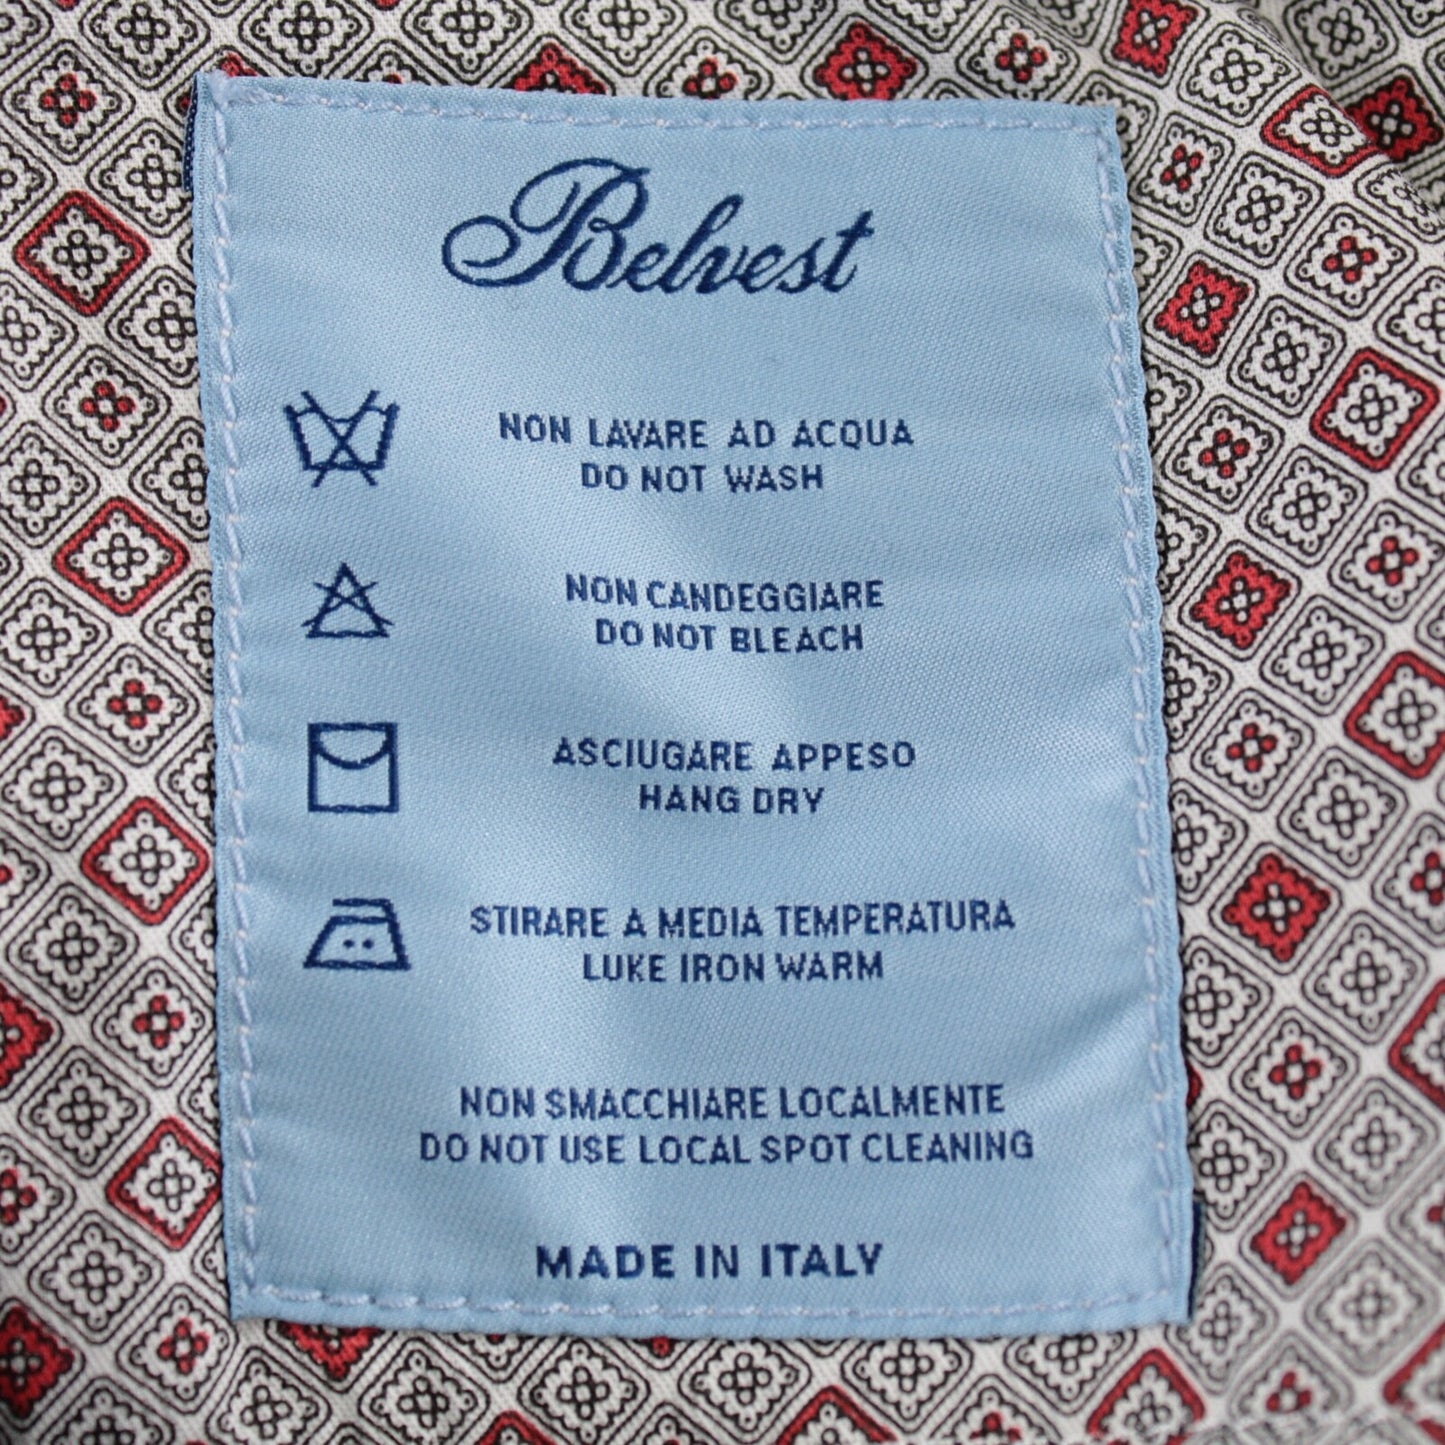 Belvest
NON LAVARE AD ACQUA
DO NOT WASH
NON CANDEGGIARE
DO NOT BLEACH
ASCIUGARE APPESO
HANG DRY
STIRARE A MEDIA TEMPERATURA
LUKE IRON WARM
NON SMACCHIARE LOCALMENTE
DO NOT USE LOCAL SPOT CLEANING
MADE IN ITALY